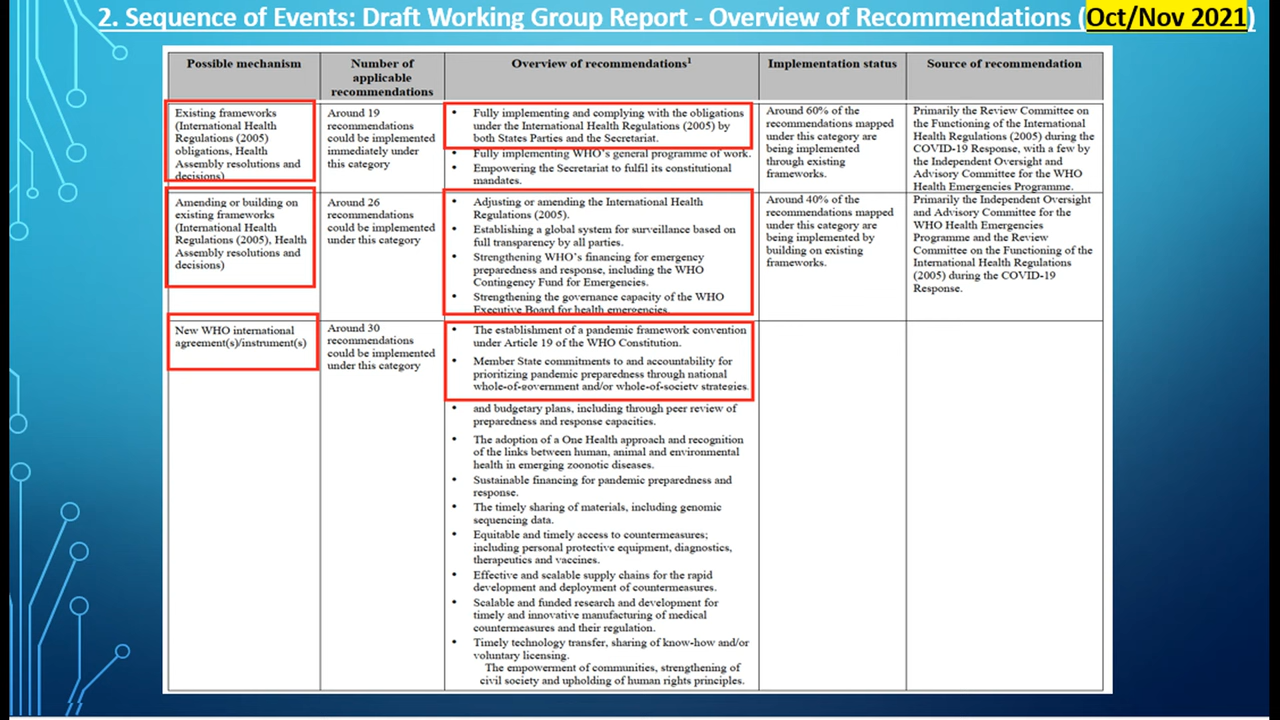 2. Sequence of Events: Draft Working Group Report - Overview of Recommendations (Oct/Nov 2021)
Possible mechanism
Number of
applicable
recommendations
Overview of recommendations¹
Implementation status
Source of recommendation
Existing frameworks
(International Health
Regulations (2005)
obligations, Health
Assembly resolutions and
decisions)
Around 19
recommendations
could be implemented
immediately under
this category
• Fully implementing and complying with the obligations
under the International Health Regulations (2005) by
both States Parties and the Secretariat.
• Fully implementing WHO's general programme of work.
• Empowering the Secretariat to fulfil its constitutional
mandates.
Around 60% of the
recommendations mapped
under this category are
being implemented
through existing
frameworks.
Primarily the Review Committee on
the Functioning of the International
Health Regulations (2005) during the
COVID-19 Response, with a few by
the Independent Oversight and
Advisory Committee for the WHO
Health Emergencies Programme.
Amending or building on
existing frameworks
(International Health
Regulations (2005), Health
Assembly resolutions and
decisions)
Around 26
recommendations
could be implemented
under this category
• Adjusting or amending the International Health
Regulations (2005).
• Establishing a global system for surveillance based on
full transparency by all parties.
• Strengthening WHO's financing for emergency
preparedness and response, including the WHO
Contingency Fund for Emergencies.
• Strengthening the governance capacity of the WHO
Executive Board for health emergencies.
Around 40% of the
recommendations mapped
under this category are
being implemented by
building on existing
frameworks.
Primarily the Independent Oversight
and Advisory Committee for the
WHO Health Emergencies
Programme and the Review
Committee on the Functioning of the
International Health Regulations
(2005) during the COVID-19
Response.
New WHO international
agreement(s)/instrument(s)
Around 30
recommendations
could be implemented
under this category
• The establishment of a pandemic framework convention
under Article 19 of the WHO Constitution.
• Member State commitments to and accountability for
prioritizing pandemic preparedness through national
whole-of-government and/or whole-of-society strategies
• and budgetary plans, including through peer review of
preparedness and response capacities.
• The adoption of a One Health approach and recognition
of the links between human, animal and environmental
health in emerging zoonotic diseases.
• Sustainable financing for pandemic preparedness and
response.
• The timely sharing of materials, including genomic
sequencing data.
• Equitable and timely access to countermeasures;
including personal protective equipment, diagnostics,
therapeutics and vaccines.
• Effective and scalable supply chains for the rapid
development and deployment of countermeasures.
• Scalable and funded research and development for
timely and innovative manufacturing of medical
countermeasures and their regulation.
• Timely technology transfer, sharing of know-how and/or
voluntary licensing.
The empowerment of communities, strengthening of
civil society and upholding of human rights principles.